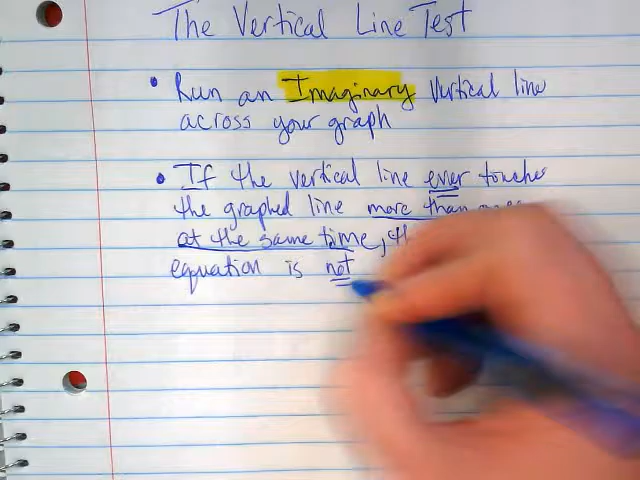 The Vertical Line Test
• Run an Imaginary Vertical line
across your graph
• If the vertical line ever touches
the graphed line more than
at the same time,
equation is not